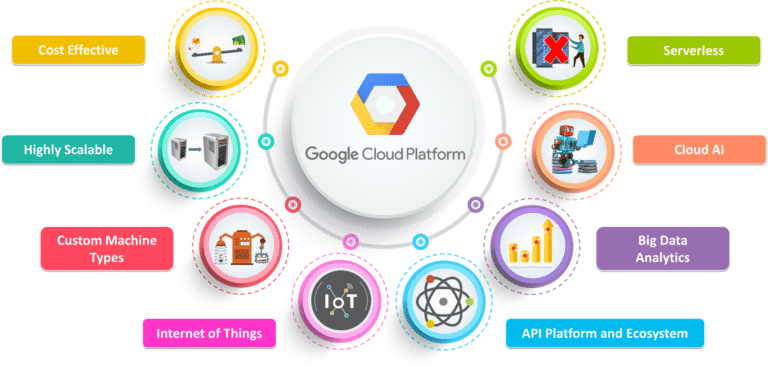 Cost Effective
Serverless
Google Cloud Platform
Highly Scalable
Cloud AI
Custom Machine
Types
Big Data
Analytics
IoT
Internet of Things
API Platform and Ecosystem